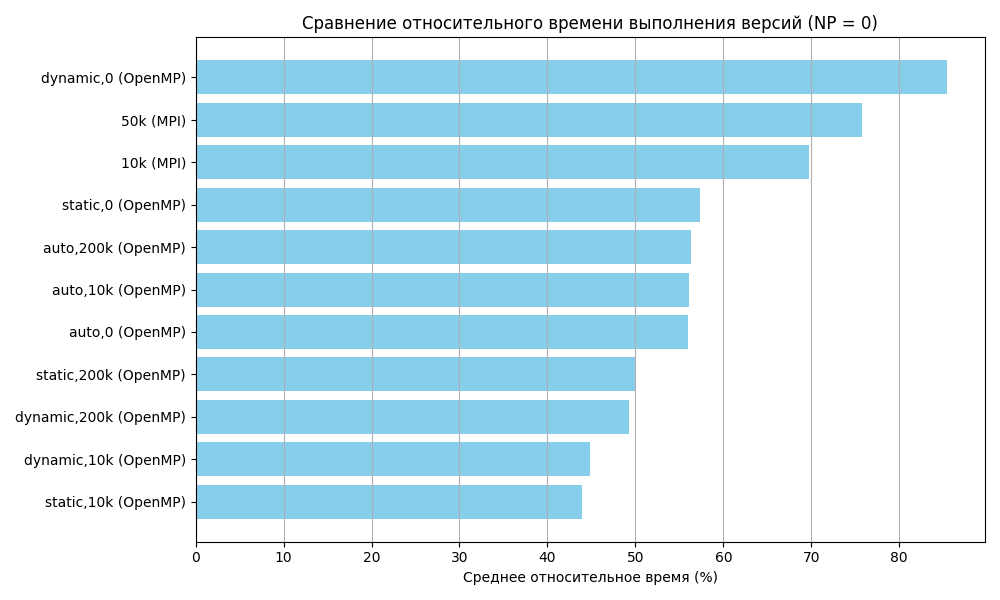 Сравнение относительного времени выполнения версий (NP = 0)
dynamic,0 (OpenMP)
50k (MPI)
10k (MPI)
static,0 (OpenMP)
auto,200k (OpenMP)
auto,10k (OpenMP)
auto,0 (OpenMP)
static,200k (OpenMP)
dynamic,200k (OpenMP)
dynamic,10k (OpenMP)
static,10k (OpenMP)
0 10 20 30 40 50 60 70 80
Среднее относительное время (%)